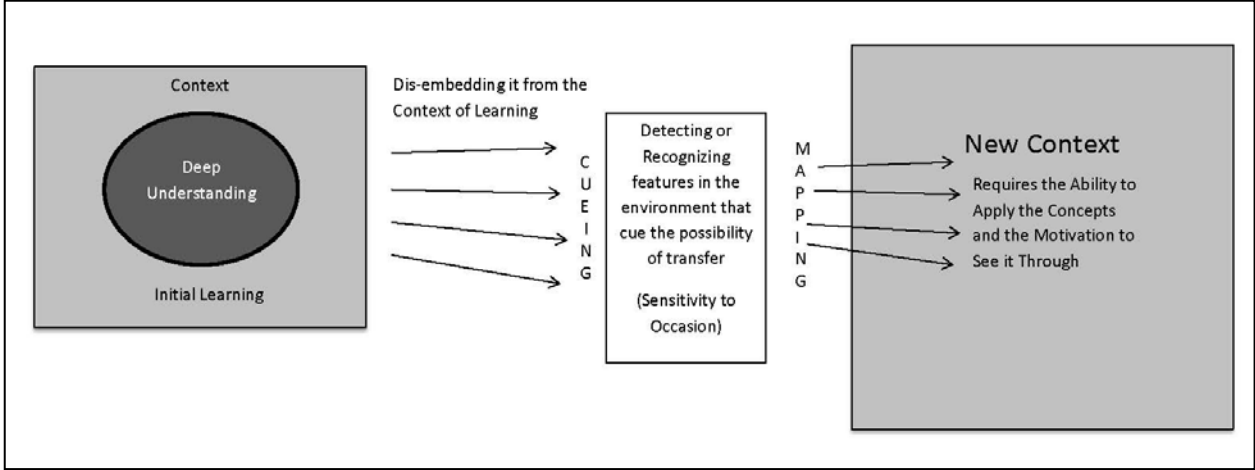 Context
Deep
Understanding
Initial Learning
Dis-embedding it from the
Context of Learning
CUEING
Detecting or
Recognizing
features in the
environment that
cue the possibility
of transfer
(Sensitivity to
Occasion)
MAPPING
New Context
Requires the Ability to
Apply the Concepts
and the Motivation to
See it Through